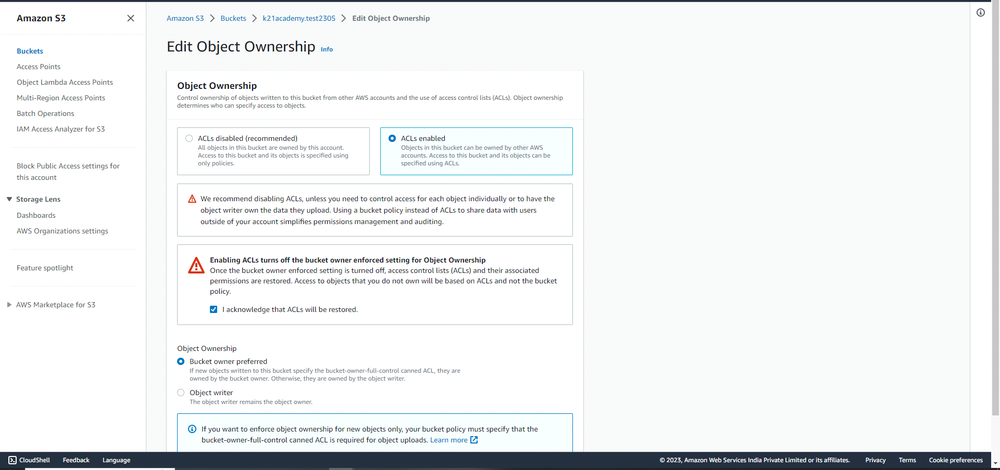 Amazon S3
Buckets
Access Points
Object Lambda Access Points
Multi-Region Access Points
Batch Operations
IAM Access Analyzer for S3
Block Public Access settings for
this account
Storage Lens
Dashboards
AWS Organizations settings
Feature spotlight
AWS Marketplace for S3
Amazon S3 Buckets k21academy.test2305 Edit Object Ownership
Edit Object Ownership Info
Object Ownership
Control ownership of objects written to this bucket from other AWS accounts and the use of access control lists (ACLs). Object ownership
determines who can specify access to objects.
ACLs disabled (recommended)
All objects in this bucket are owned by this account.
Access to this bucket and its objects is specified using
only policies.
ACLs enabled
Objects in this bucket can be owned by other AWS
accounts. Access to this bucket and its objects can be
specified using ACLs.
We recommend disabling ACLs, unless you need to control access for each object individually or to have the
object writer own the data they upload. Using a bucket policy instead of ACLs to share data with users
outside of your account simplifies permissions management and auditing.
Enabling ACLs turns off the bucket owner enforced setting for Object Ownership
Once the bucket owner enforced setting is turned off, access control lists (ACLs) and their associated
permissions are restored. Access to objects that you do not own will be based on ACLs and not the bucket
policy.
I acknowledge that ACLs will be restored.
Object Ownership
Bucket owner preferred
If new objects written to this bucket specify the bucket-owner-full-control canned ACL, they are
owned by the bucket owner. Otherwise, they are owned by the object writer.
Object writer
The object writer remains the object owner.
If you want to enforce object ownership for new objects only, your bucket policy must specify that the
bucket-owner-full-control canned ACL is required for object uploads. Learn more
CloudShell Feedback Language © 2023, Amazon Web Services India Private Limited or its affiliates. Privacy Terms Cookie preferences